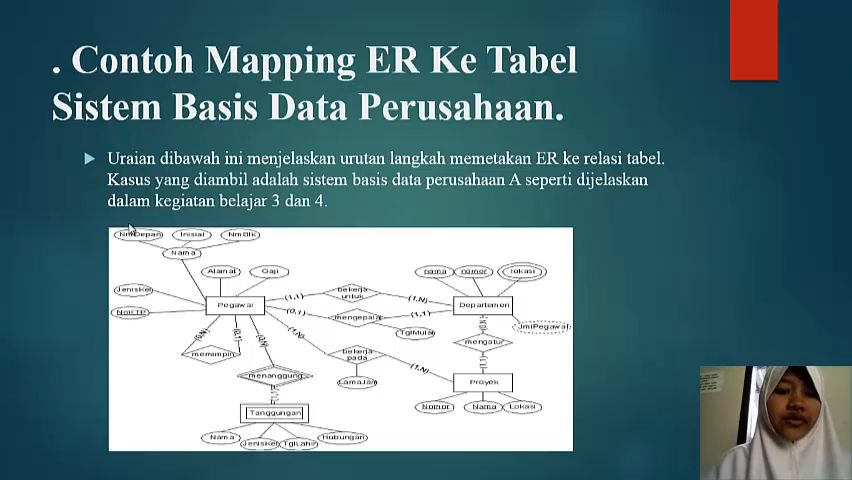 . Contoh Mapping ER Ke Tabel
Sistem Basis Data Perusahaan.
Uraian dibawah ini menjelaskan urutan langkah memetakan ER ke relasi tabel.
Kasus yang diambil adalah sistem basis data perusahaan A seperti dijelaskan
dalam kegiatan belajar 3 dan 4.
NmDepan Inisial NmBlk
Nama
Alamat Gaji nama nomor lokasi
JenisKel
(1,1) bekerja untuk (1,N)
Pegawai Departemen
NoKTP
(0,1) mengepalai (1,1)
JmlPegawai
TglMulai
(0,N) (0,1) (0,N) (1,N)
mengatur
memimpin
bekerja pada
(1,N)
menanggung
LamaJam
Proyek
Tanggungan
Nomor Nama Lokasi
Nama JenisKel TglLahir Hubungan